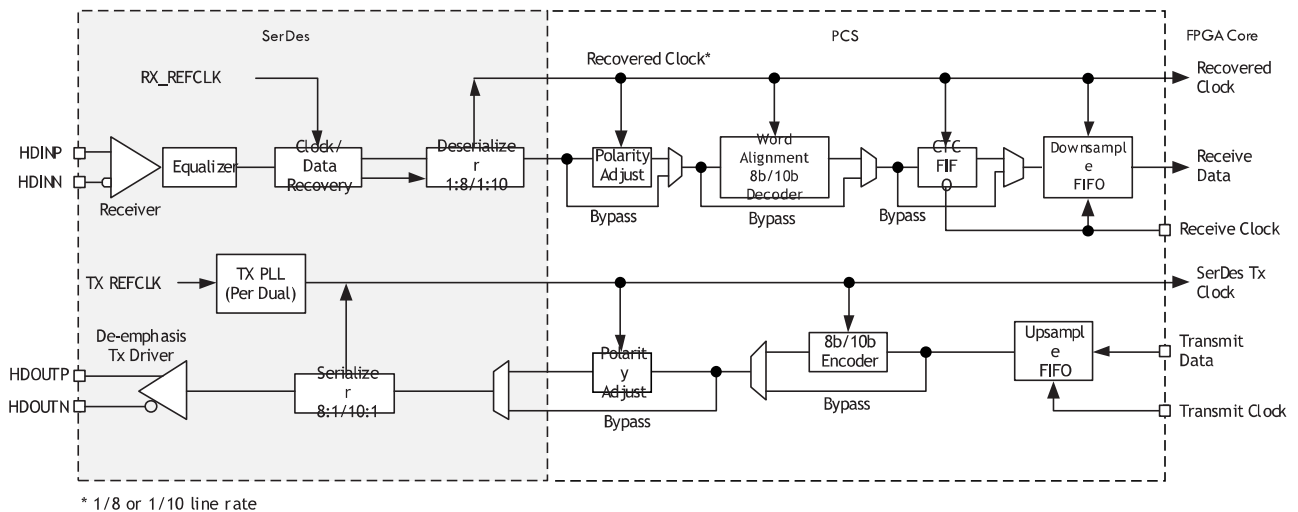 SerDes
PCS
FPGA Core
RX_REFCLK
Recovered Clock*
Recovered
Clock
HDINP
HDINN
Receiver
Equalizer
Clock/
Data
Recovery
Deserialize
r
1:8/1:10
Polarity
Adjust
Bypass
Word
Alignment
8b/10b
Decoder
Bypass
CTC
FIF
O
Bypass
Downsampl
e
FIFO
Receive
Data
Receive Clock
TX REFCLK
TX PLL
(Per Dual)
SerDes Tx
Clock
De-emphasis
Tx Driver
HDOUTP
HDOUTN
Serialize
r
8:1/10:1
Polarit
y
Adjust
Bypass
8b/10b
Encoder
Bypass
Upsampl
e
FIFO
Transmit
Data
Transmit Clock
* 1/8 or 1/10 line rate